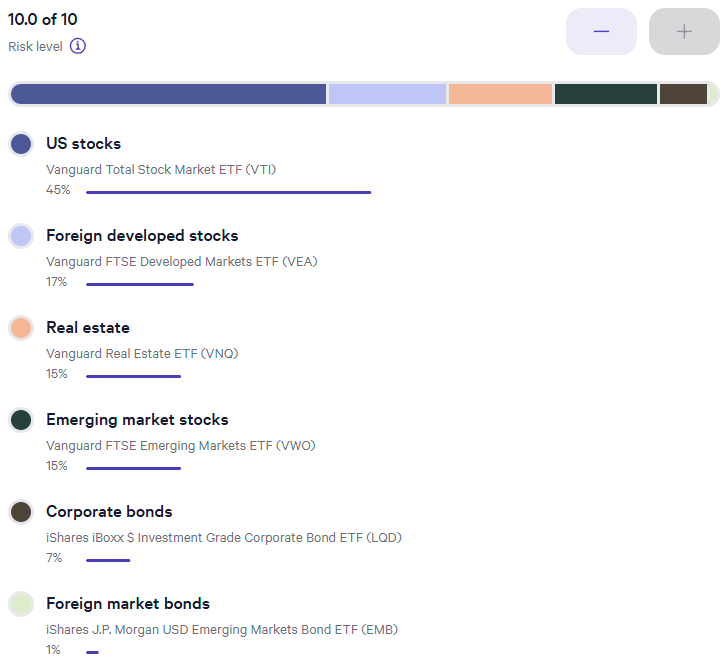 10.0 of 10
Risk level
US stocks
Vanguard Total Stock Market ETF (VTI)
45%
Foreign developed stocks
Vanguard FTSE Developed Markets ETF (VEA)
17%
Real estate
Vanguard Real Estate ETF (VNQ)
15%
Emerging market stocks
Vanguard FTSE Emerging Markets ETF (VWO)
15%
Corporate bonds
iShares iBoxx $ Investment Grade Corporate Bond ETF (LQD)
7%
Foreign market bonds
iShares J.P. Morgan USD Emerging Markets Bond ETF (EMB)
1%